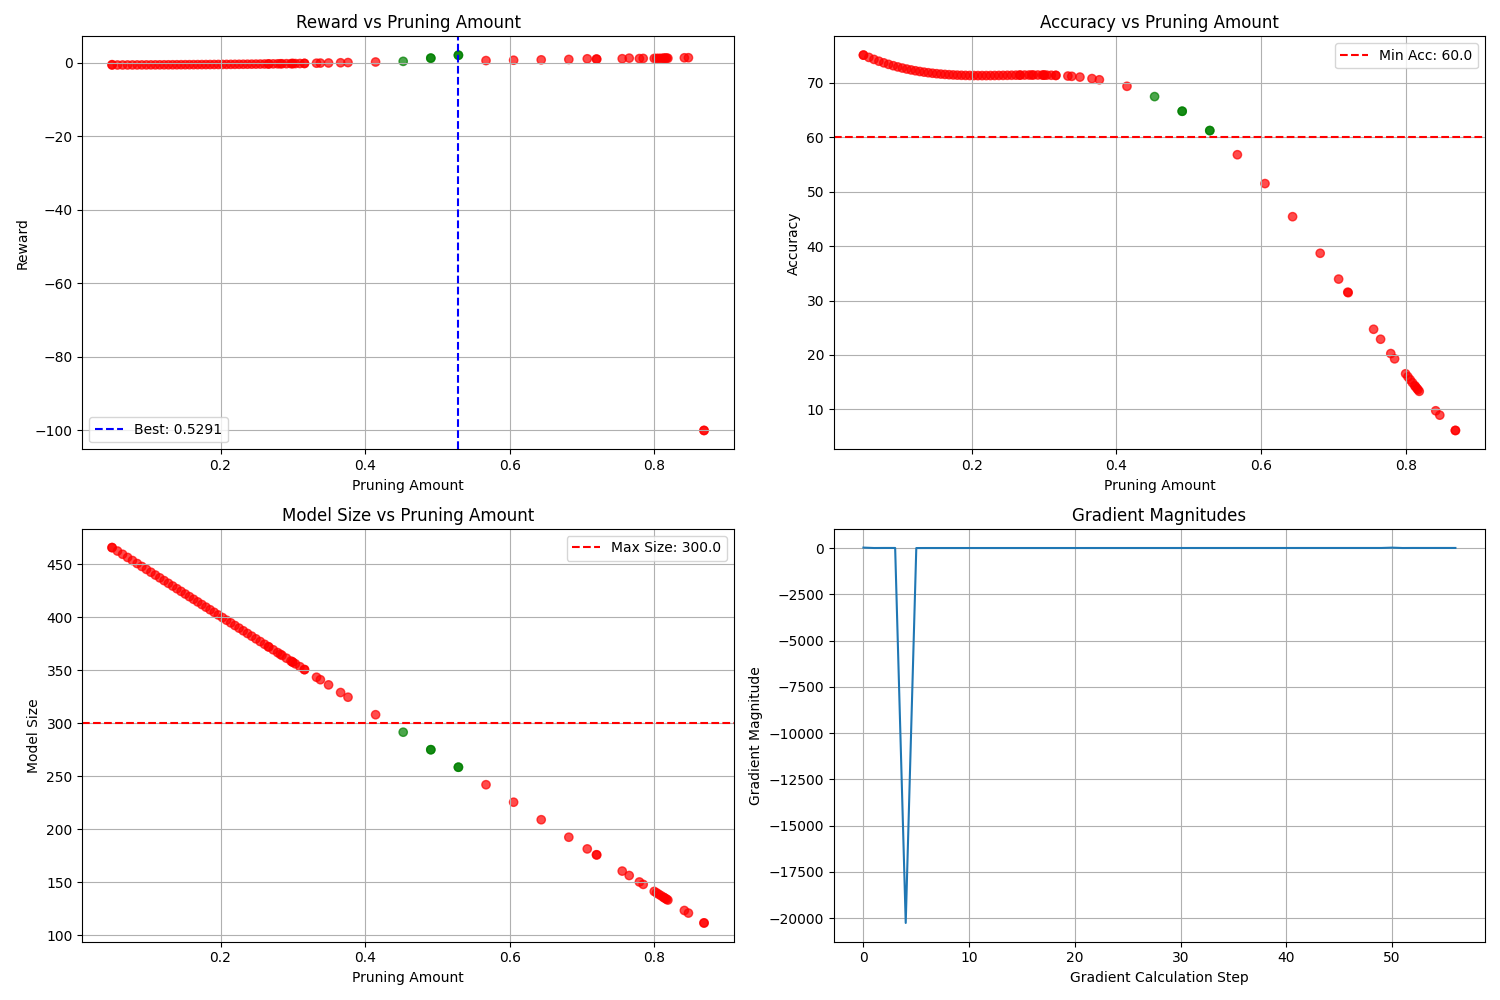 Reward vs Pruning Amount
Reward
0
−20
−40
−60
−80
−100
Best: 0.5291
0.2 0.4 0.6 0.8
Pruning Amount
Accuracy vs Pruning Amount
Accuracy
70
60
50
40
30
20
10
Min Acc: 60.0
0.2 0.4 0.6 0.8
Pruning Amount
Model Size vs Pruning Amount
Model Size
450
400
350
300
250
200
150
100
Max Size: 300.0
0.2 0.4 0.6 0.8
Pruning Amount
Gradient Magnitudes
Gradient Magnitude
0
−2500
−5000
−7500
−10000
−12500
−15000
−17500
−20000
0 10 20 30 40 50
Gradient Calculation Step